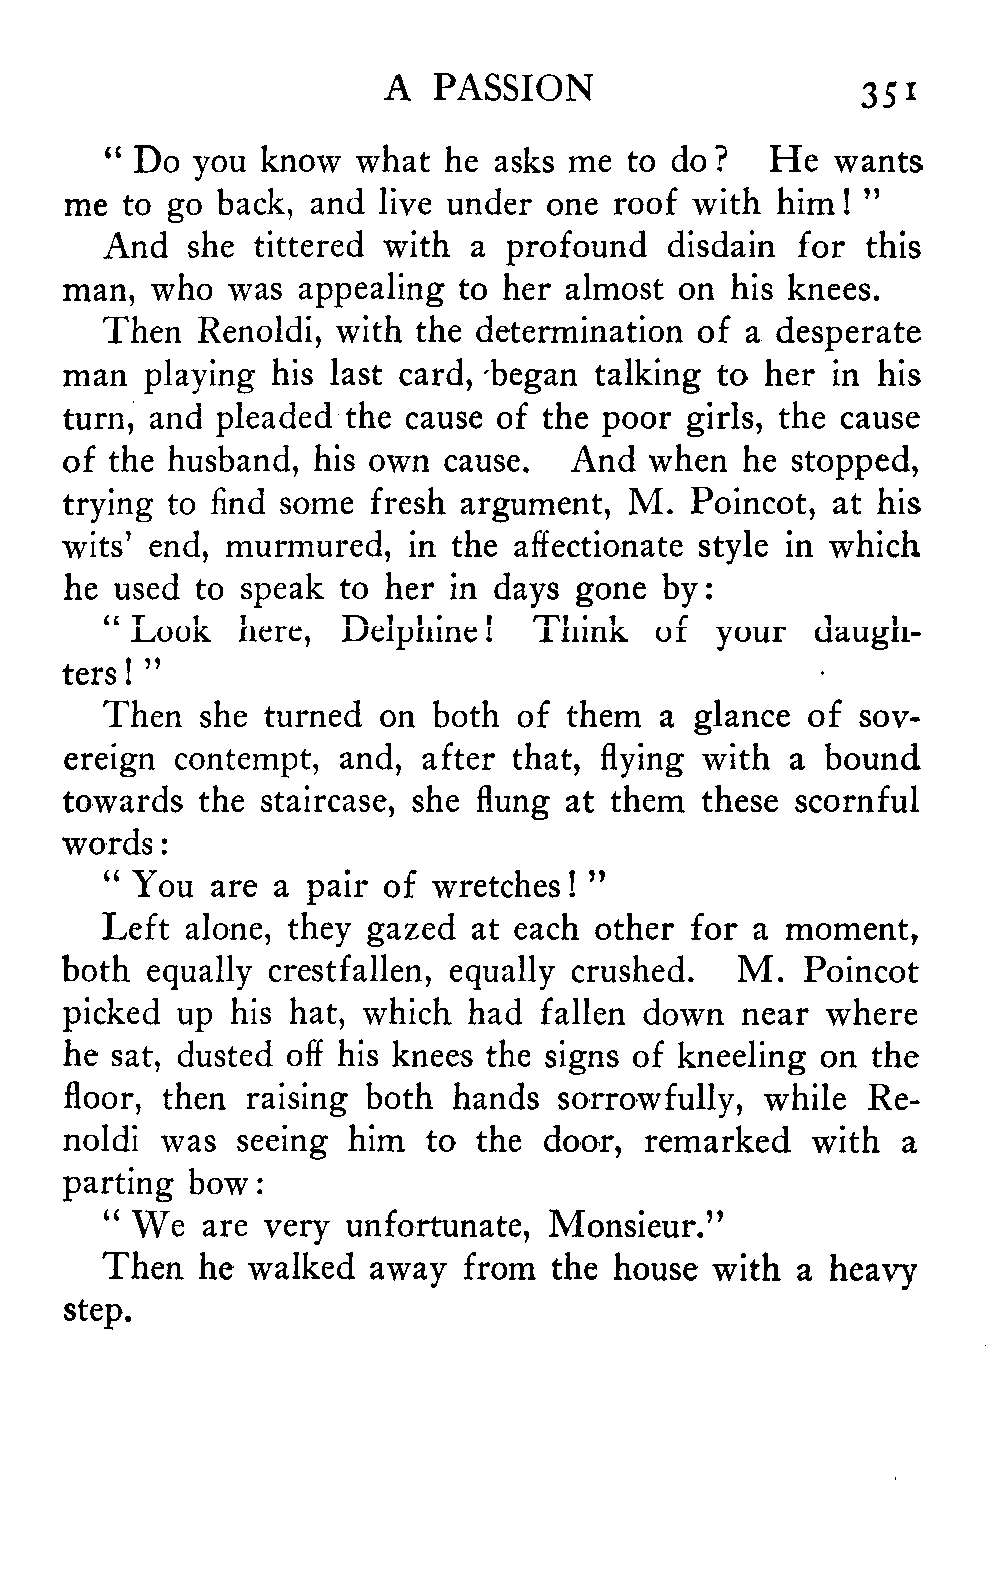 A PASSION 351
" Do you know what he asks me to do? He wants
me to go back, and live under one roof with him! "
And she tittered with a profound disdain for this
man, who was appealing to her almost on his knees.
Then Renoldi, with the determination of a desperate
man playing his last card, began talking to her in his
turn, and pleaded the cause of the poor girls, the cause
of the husband, his own cause. And when he stopped,
trying to find some fresh argument, M. Poincot, at his
wits' end, murmured, in the affectionate style in which
he used to speak to her in days gone by:
" Look here, Delphine! Think of your daugh-
ters! "
Then she turned on both of them a glance of sov-
ereign contempt, and, after that, flying with a bound
towards the staircase, she flung at them these scornful
words:
" You are a pair of wretches! "
Left alone, they gazed at each other for a moment,
both equally crestfallen, equally crushed. M. Poincot
picked up his hat, which had fallen down near where
he sat, dusted off his knees the signs of kneeling on the
floor, then raising both hands sorrowfully, while Re-
noldi was seeing him to the door, remarked with a
parting bow:
" We are very unfortunate, Monsieur."
Then he walked away from the house with a heavy
step.